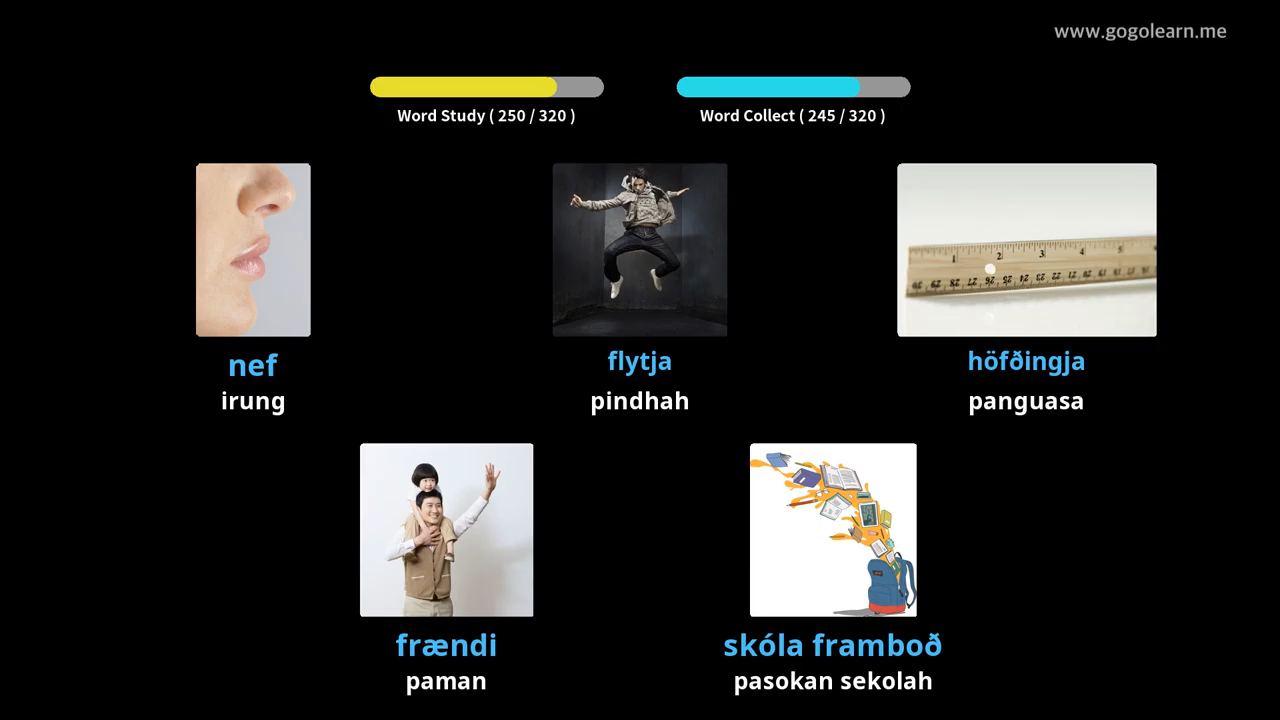 www.gogolearn.me
Word Study ( 250 / 320 )
Word Collect ( 245 / 320 )
nef
irung
flytja
pindhah
höfðingja
panguasa
frændi
paman
skóla framboð
pasokan sekolah